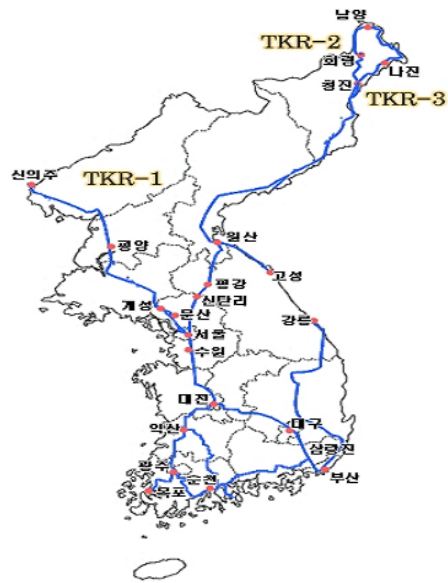 남양
TKR-2
회령
나진
청진
TKR-3
신의주
TKR-1
원산
평양
고성
평강
신탄리
개성
문산
강릉
서울
수원
대전
익산
대구
삼랑진
광주
순천
부산
목포